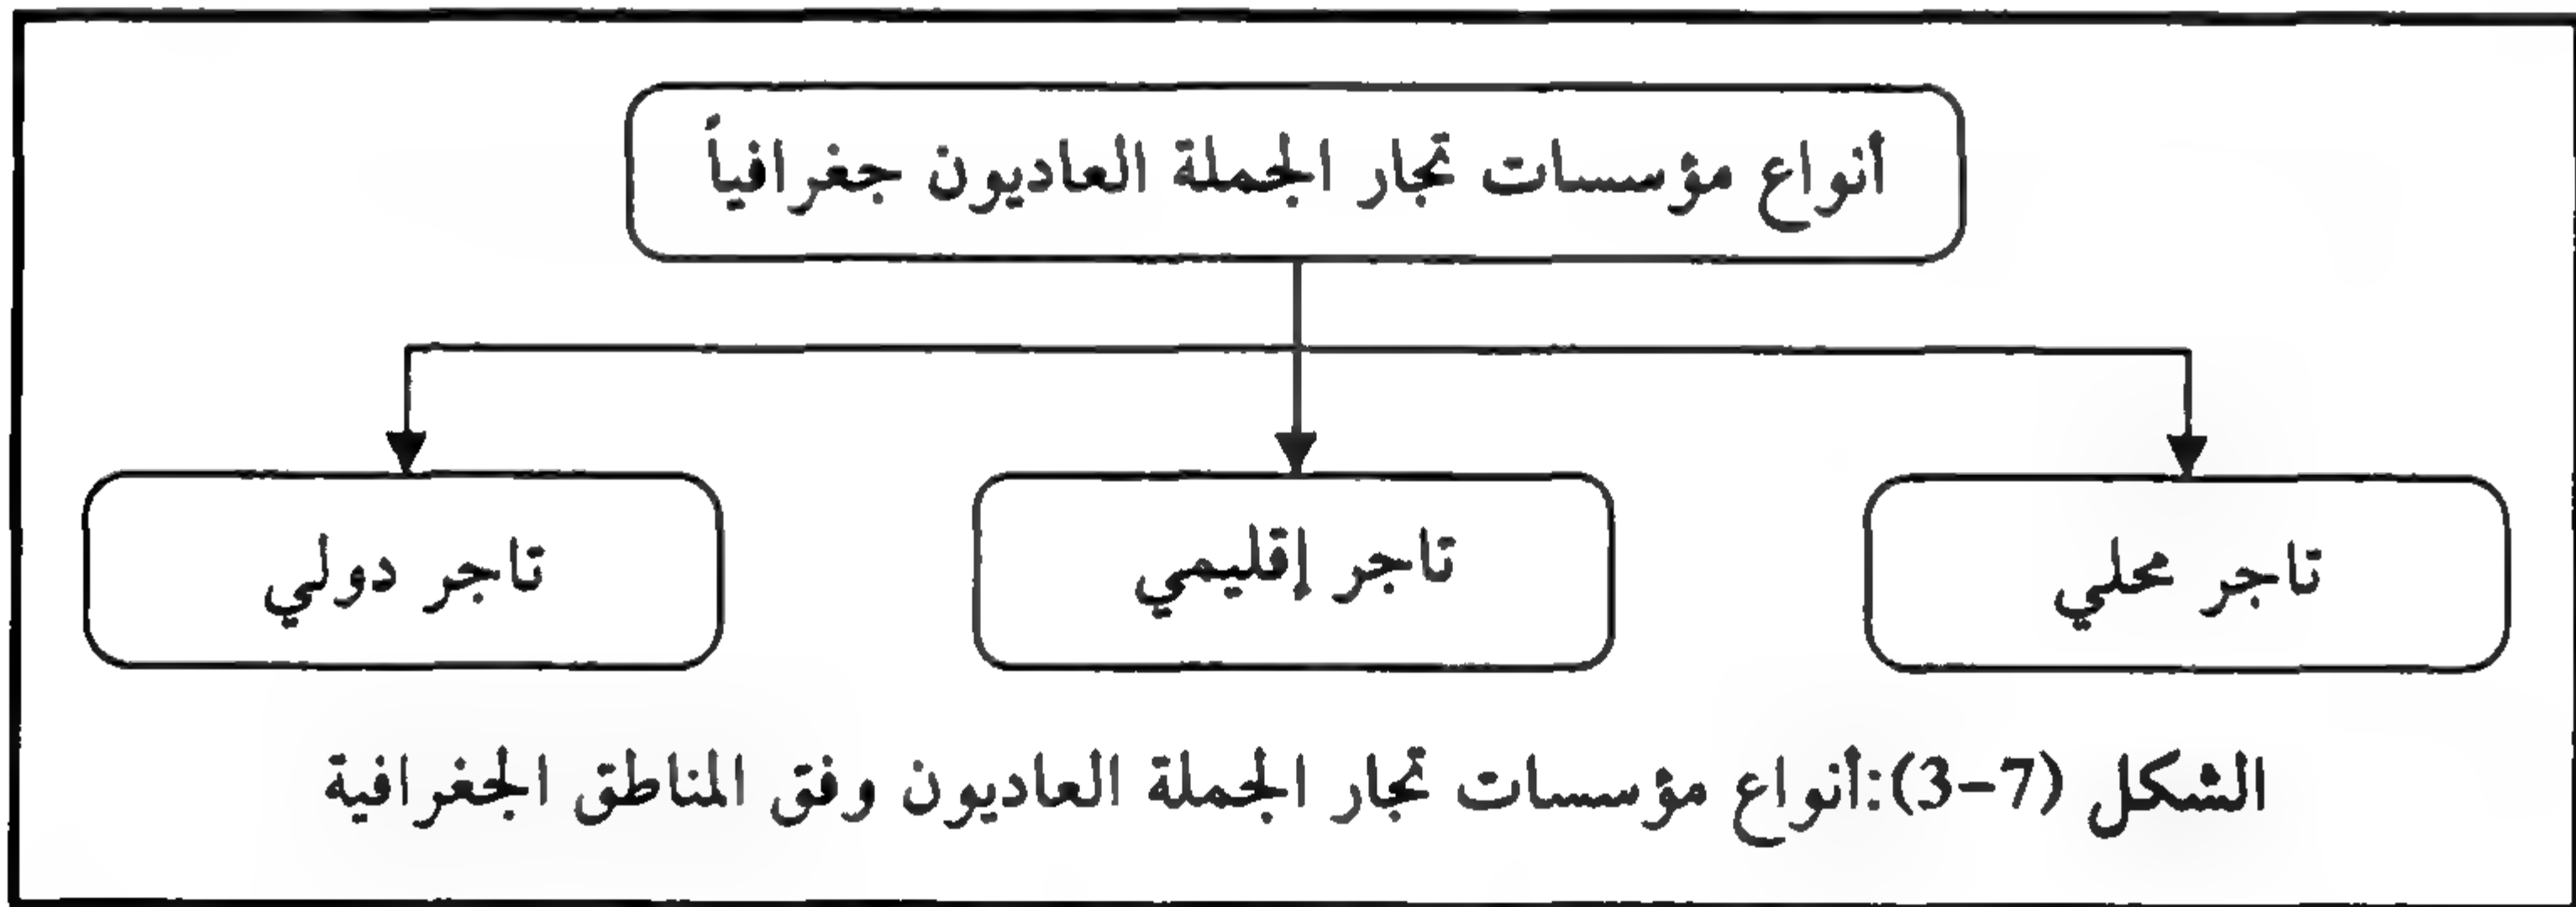 أنواع مؤسسات تجار الجملة العاديون جغرافياً
تاجر محلي
تاجر إقليمي
تاجر دولي
الشكل (7-3):أنواع مؤسسات تجار الجملة العاديون وفق المناطق الجغرافية